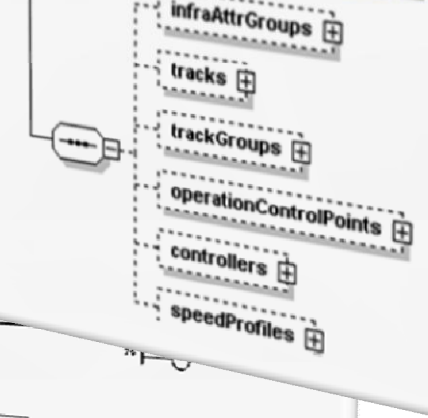 infraAttrGroups
tracks
trackGroups
operationControlPoints
controllers
speedProfiles